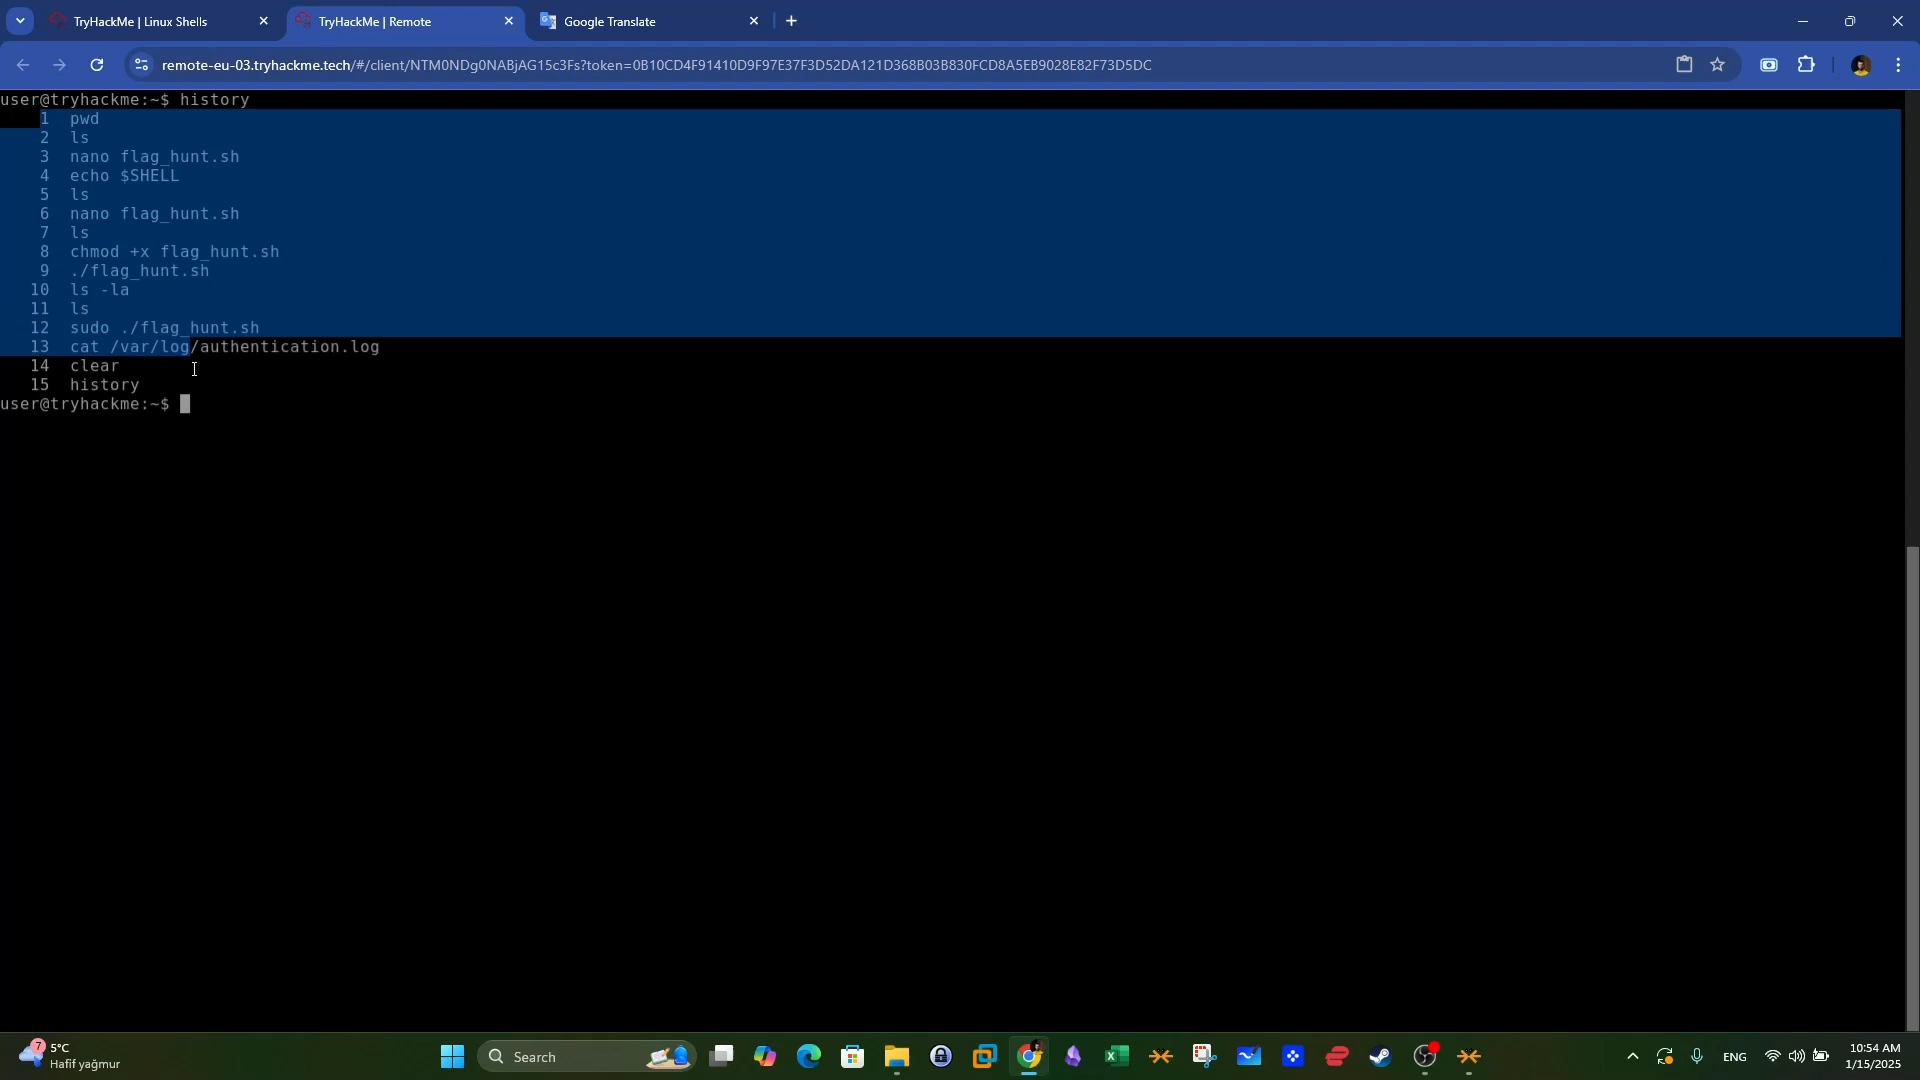 TryHackMe | Linux Shells
TryHackMe | Remote
Google Translate
remote-eu-03.tryhackme.tech/#/client/NTM0NDg0NABjAG15c3Fs?token=0B10CD4F91410D9F97E37F3D52DA121D368B03B830FCD8A5EB9028E82F73D5DC
user@tryhackme:~$ history
1 pwd
2 ls
3 nano flag_hunt.sh
4 echo $SHELL
5 ls
6 nano flag_hunt.sh
7 ls
8 chmod +x flag_hunt.sh
9 ./flag_hunt.sh
10 ls -la
11 ls
12 sudo ./flag_hunt.sh
13 cat /var/log/authentication.log
14 clear
15 history
user@tryhackme:~$
7
5°C
Hafif yağmur
Search
ENG
10:54 AM
1/15/2025